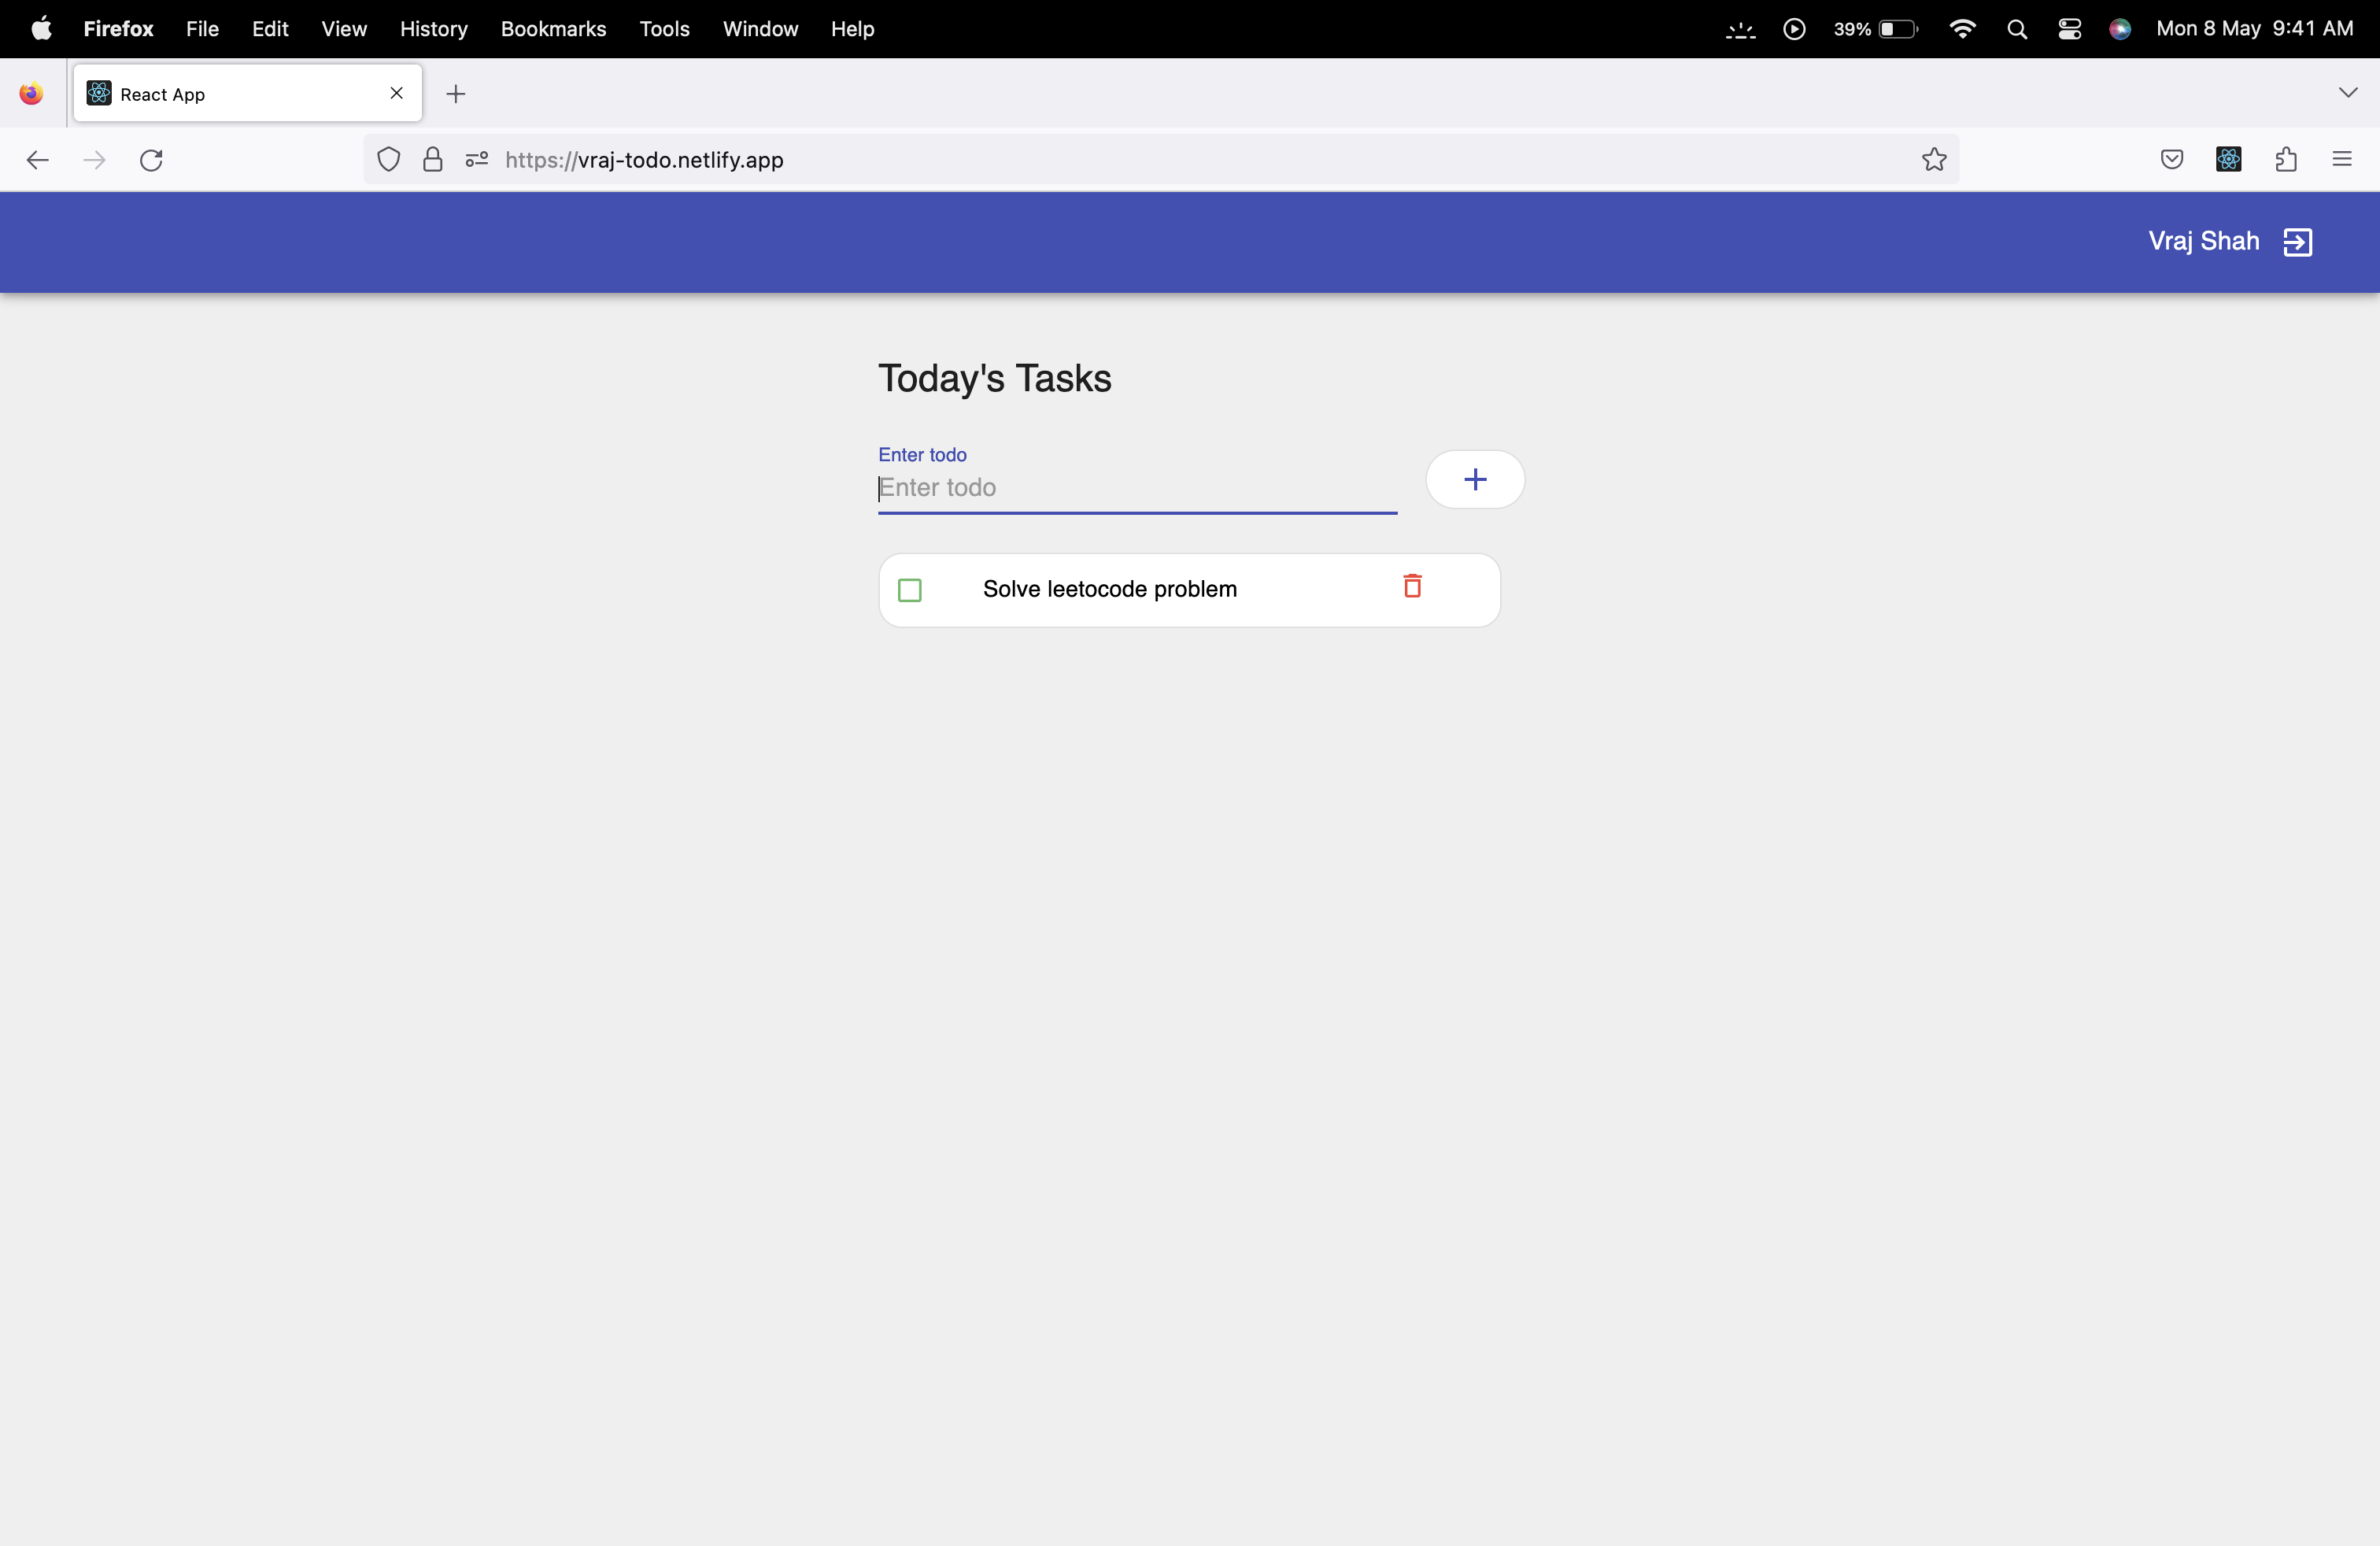 Firefox File Edit View History Bookmarks Tools Window Help 39% Mon 8 May 9:41 AM
React App
https://vraj-todo.netlify.app
Vraj Shah
Today's Tasks
Enter todo
Enter todo
Solve leetocode problem